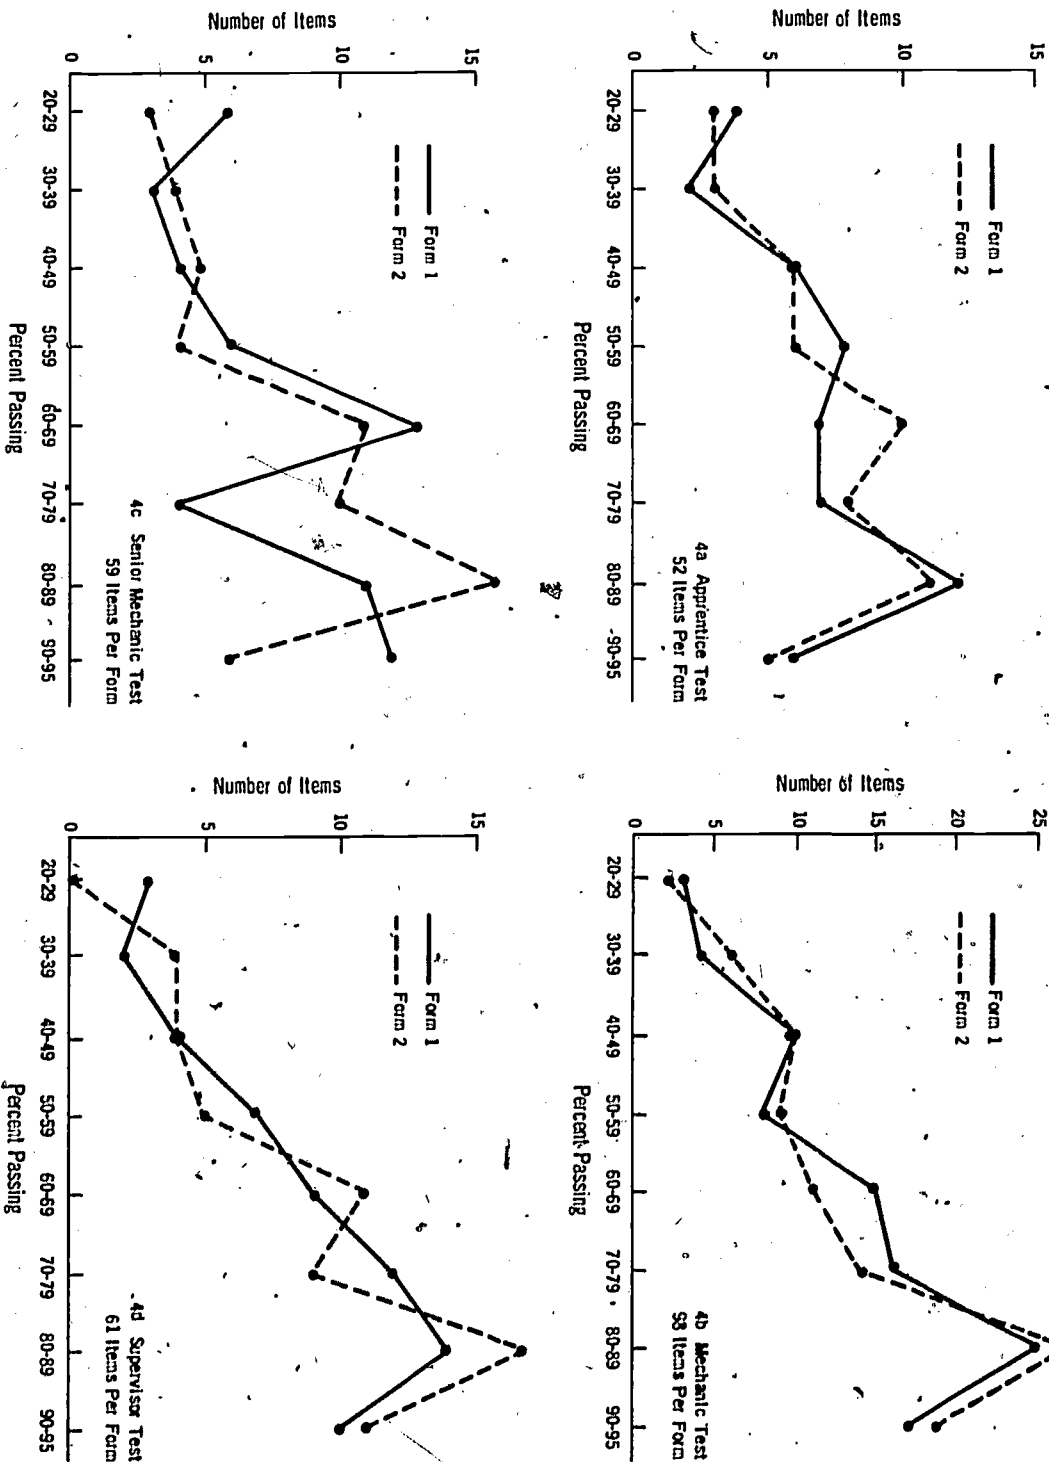 15
10
5
0
Number of Items
Form 1
Form 2
4a Apprentice Test
52 Items Per Form
20-29 30-39 40-49 50-59 60-69 70-79 80-89 90-95
Percent Passing
25
20
15
10
5
0
Number of Items
Form 1
Form 2
4b Mechanic Test
98 Items Per Form
20-29 30-39 40-49 50-59 60-69 70-79 80-89 90-95
Percent Passing
15
10
5
0
Number of Items
Form 1
Form 2
4c Senior Mechanic Test
59 Items Per Form
20-29 30-39 40-49 50-59 60-69 70-79 80-89 90-95
Percent Passing
15
10
5
0
Number of Items
Form 1
Form 2
4d Supervisor Test
61 Items Per Form
20-29 30-39 40-49 50-59 60-69 70-79 80-89 90-95
Percent Passing